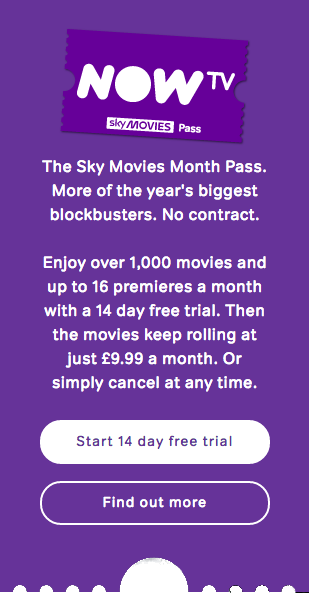 NOW TV
sky MOVIES Pass
The Sky Movies Month Pass.
More of the year's biggest
blockbusters. No contract.
Enjoy over 1,000 movies and
up to 16 premieres a month
with a 14 day free trial. Then
the movies keep rolling at
just £9.99 a month. Or
simply cancel at any time.
Start 14 day free trial
Find out more